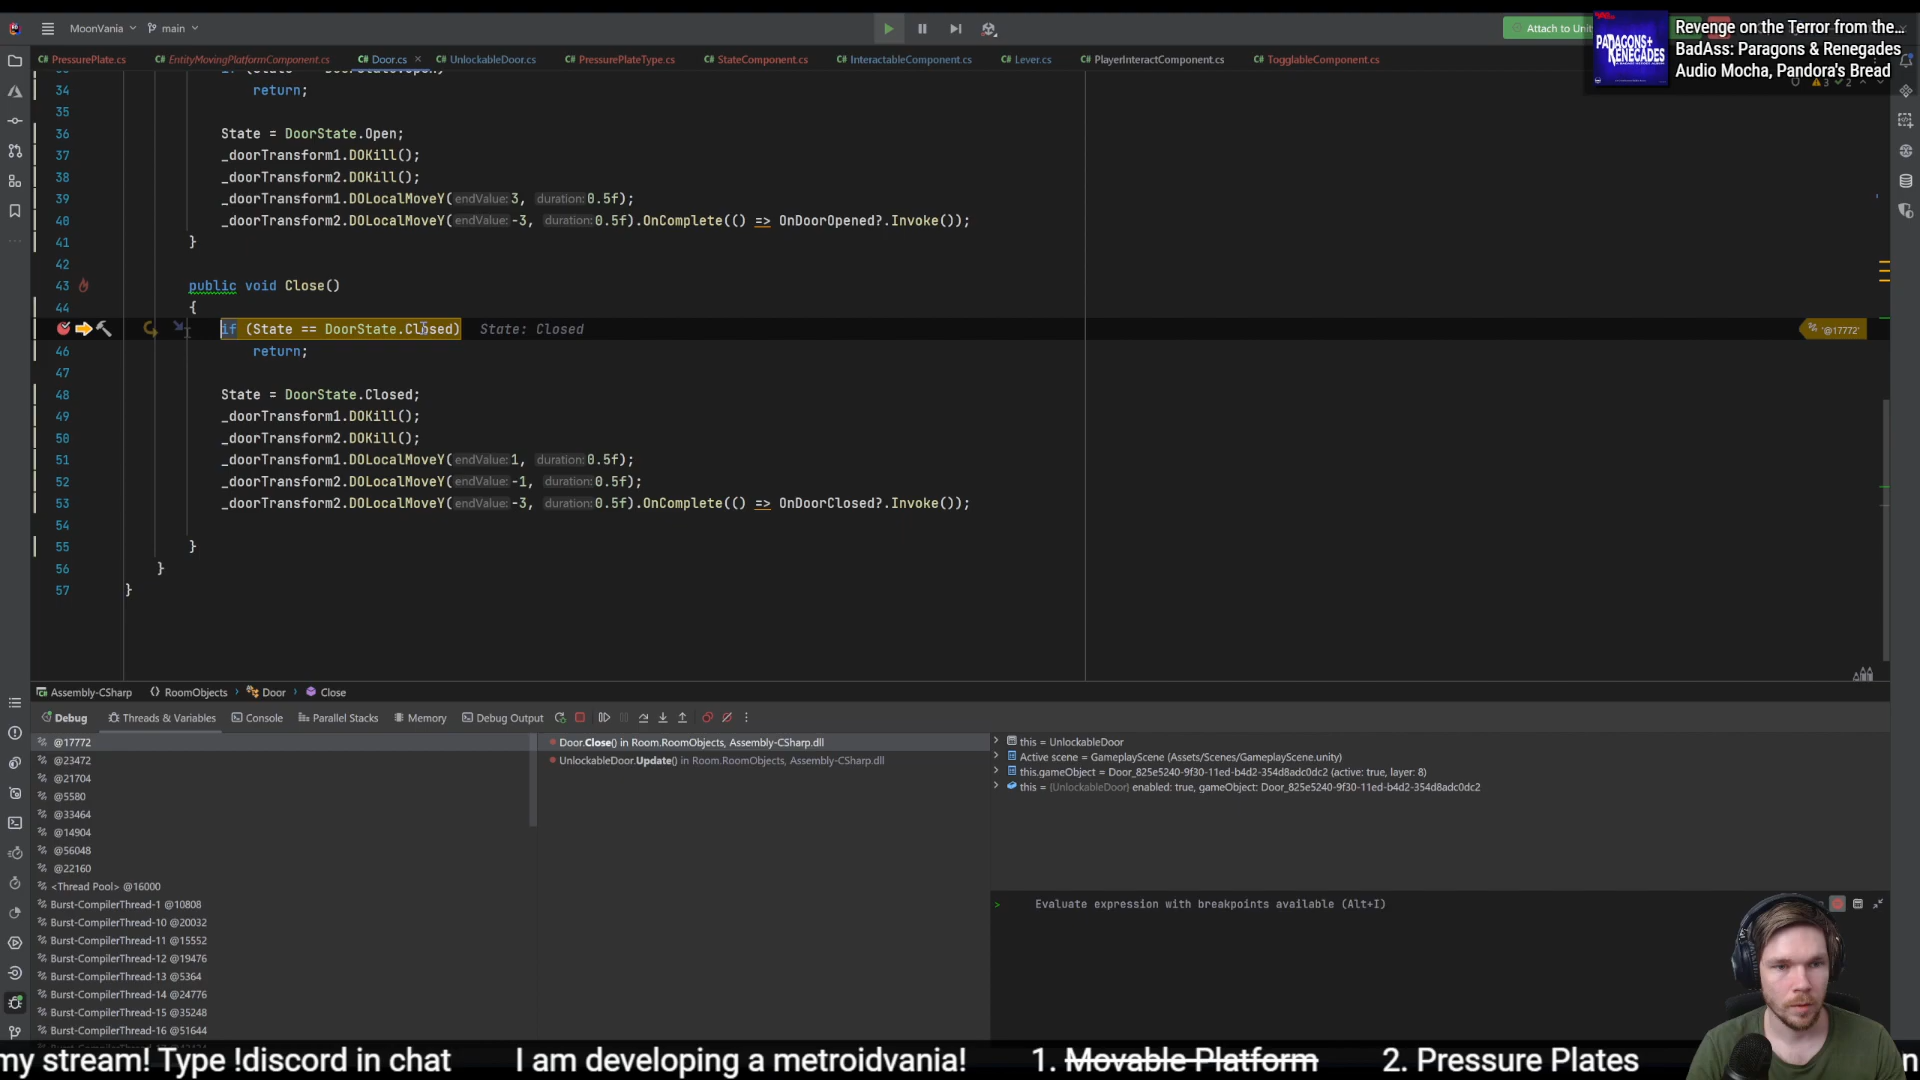 MoonVania
main
Attach to Unit
Revenge on the Terror from the...
BadAss: Paragons & Renegades
Audio Mocha, Pandora's Bread
PARAGONS+
RENEGADES
PressurePlate.cs
EntityMovingPlatformComponent.cs
Door.cs
UnlockableDoor.cs
PressurePlateType.cs
StateComponent.cs
InteractableComponent.cs
Lever.cs
PlayerInteractComponent.cs
TogglableComponent.cs
34 return;
35
36 State = DoorState.Open;
37 _doorTransform1.DOKill();
38 _doorTransform2.DOKill();
39 _doorTransform1.DOLocalMoveY(endValue: 3, duration: 0.5f);
40 _doorTransform2.DOLocalMoveY(endValue: -3, duration: 0.5f).OnComplete(() => OnDoorOpened?.Invoke());
41 }
42
43 public void Close()
44 {
if (State == DoorState.Closed) State: Closed
'@17772'
46 return;
47
48 State = DoorState.Closed;
49 _doorTransform1.DOKill();
50 _doorTransform2.DOKill();
51 _doorTransform1.DOLocalMoveY(endValue: 1, duration: 0.5f);
52 _doorTransform2.DOLocalMoveY(endValue: -1, duration: 0.5f);
53 _doorTransform2.DOLocalMoveY(endValue: -3, duration: 0.5f).OnComplete(() => OnDoorClosed?.Invoke());
54
55 }
56 }
57 }
Assembly-CSharp
RoomObjects
Door
Close
Debug
Threads & Variables
Console
Parallel Stacks
Memory
Debug Output
@17772
@23472
@21704
@5580
@33464
@14904
@56048
@22160
<Thread Pool> @16000
Burst-CompilerThread-1 @10808
Burst-CompilerThread-10 @20032
Burst-CompilerThread-11 @15552
Burst-CompilerThread-12 @19476
Burst-CompilerThread-13 @5364
Burst-CompilerThread-14 @24776
Burst-CompilerThread-15 @35248
Burst-CompilerThread-16 @51644
Door.Close() in Room.RoomObjects, Assembly-CSharp.dll
UnlockableDoor.Update() in Room.RoomObjects, Assembly-CSharp.dll
this = UnlockableDoor
Active scene = GameplayScene (Assets/Scenes/GameplayScene.unity)
this.gameObject = Door_825e5240-9f30-11ed-b4d2-354d8adc0dc2 (active: true, layer: 8)
this = {UnlockableDoor} enabled: true, gameObject: Door_825e5240-9f30-11ed-b4d2-354d8adc0dc2
> Evaluate expression with breakpoints available (Alt+I)
my stream! Type !discord in chat
I am developing a metroidvania!
1. Movable Platform
2. Pressure Plates